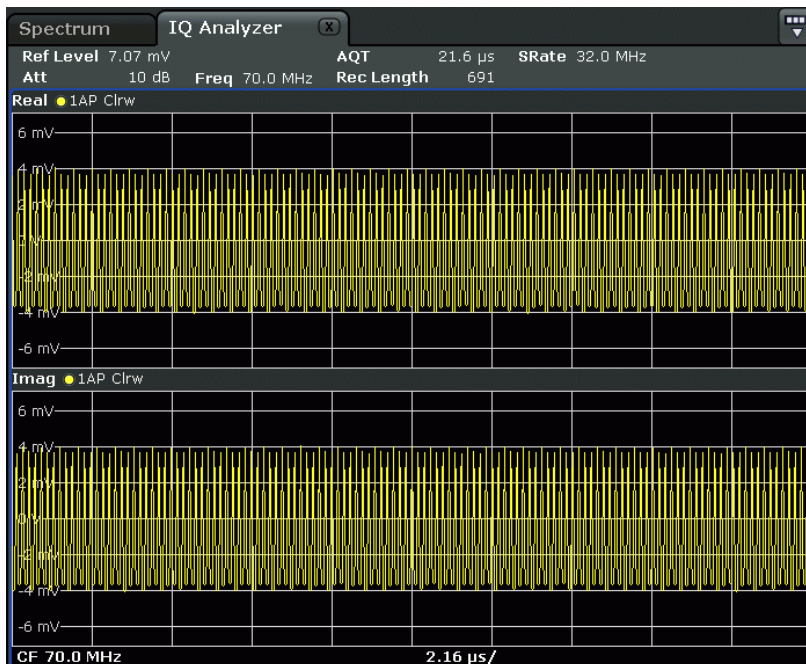 Spectrum IQ Analyzer X
Ref Level 7.07 mV AQT 21.6 µs SRate 32.0 MHz
Att 10 dB Freq 70.0 MHz Rec Length 691
Real 1AP Clrw
6 mV
4 mV
2 mV
0 V
-2 mV
-4 mV
-6 mV
Imag 1AP Clrw
6 mV
4 mV
2 mV
0 V
-2 mV
-4 mV
-6 mV
CF 70.0 MHz 2.16 µs/